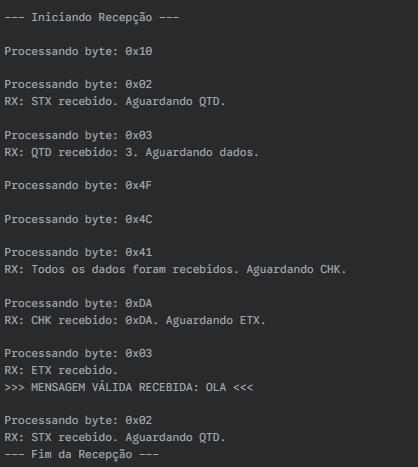 --- Iniciando Recepção ---
Processando byte: 0x10
Processando byte: 0x02
RX: STX recebido. Aguardando QTD.
Processando byte: 0x03
RX: QTD recebido: 3. Aguardando dados.
Processando byte: 0x4F
Processando byte: 0x4C
Processando byte: 0x41
RX: Todos os dados foram recebidos. Aguardando CHK.
Processando byte: 0xDA
RX: CHK recebido: 0xDA. Aguardando ETX.
Processando byte: 0x03
RX: ETX recebido.
>>> MENSAGEM VÁLIDA RECEBIDA: OLA <<<
Processando byte: 0x02
RX: STX recebido. Aguardando QTD.
--- Fim da Recepção ---